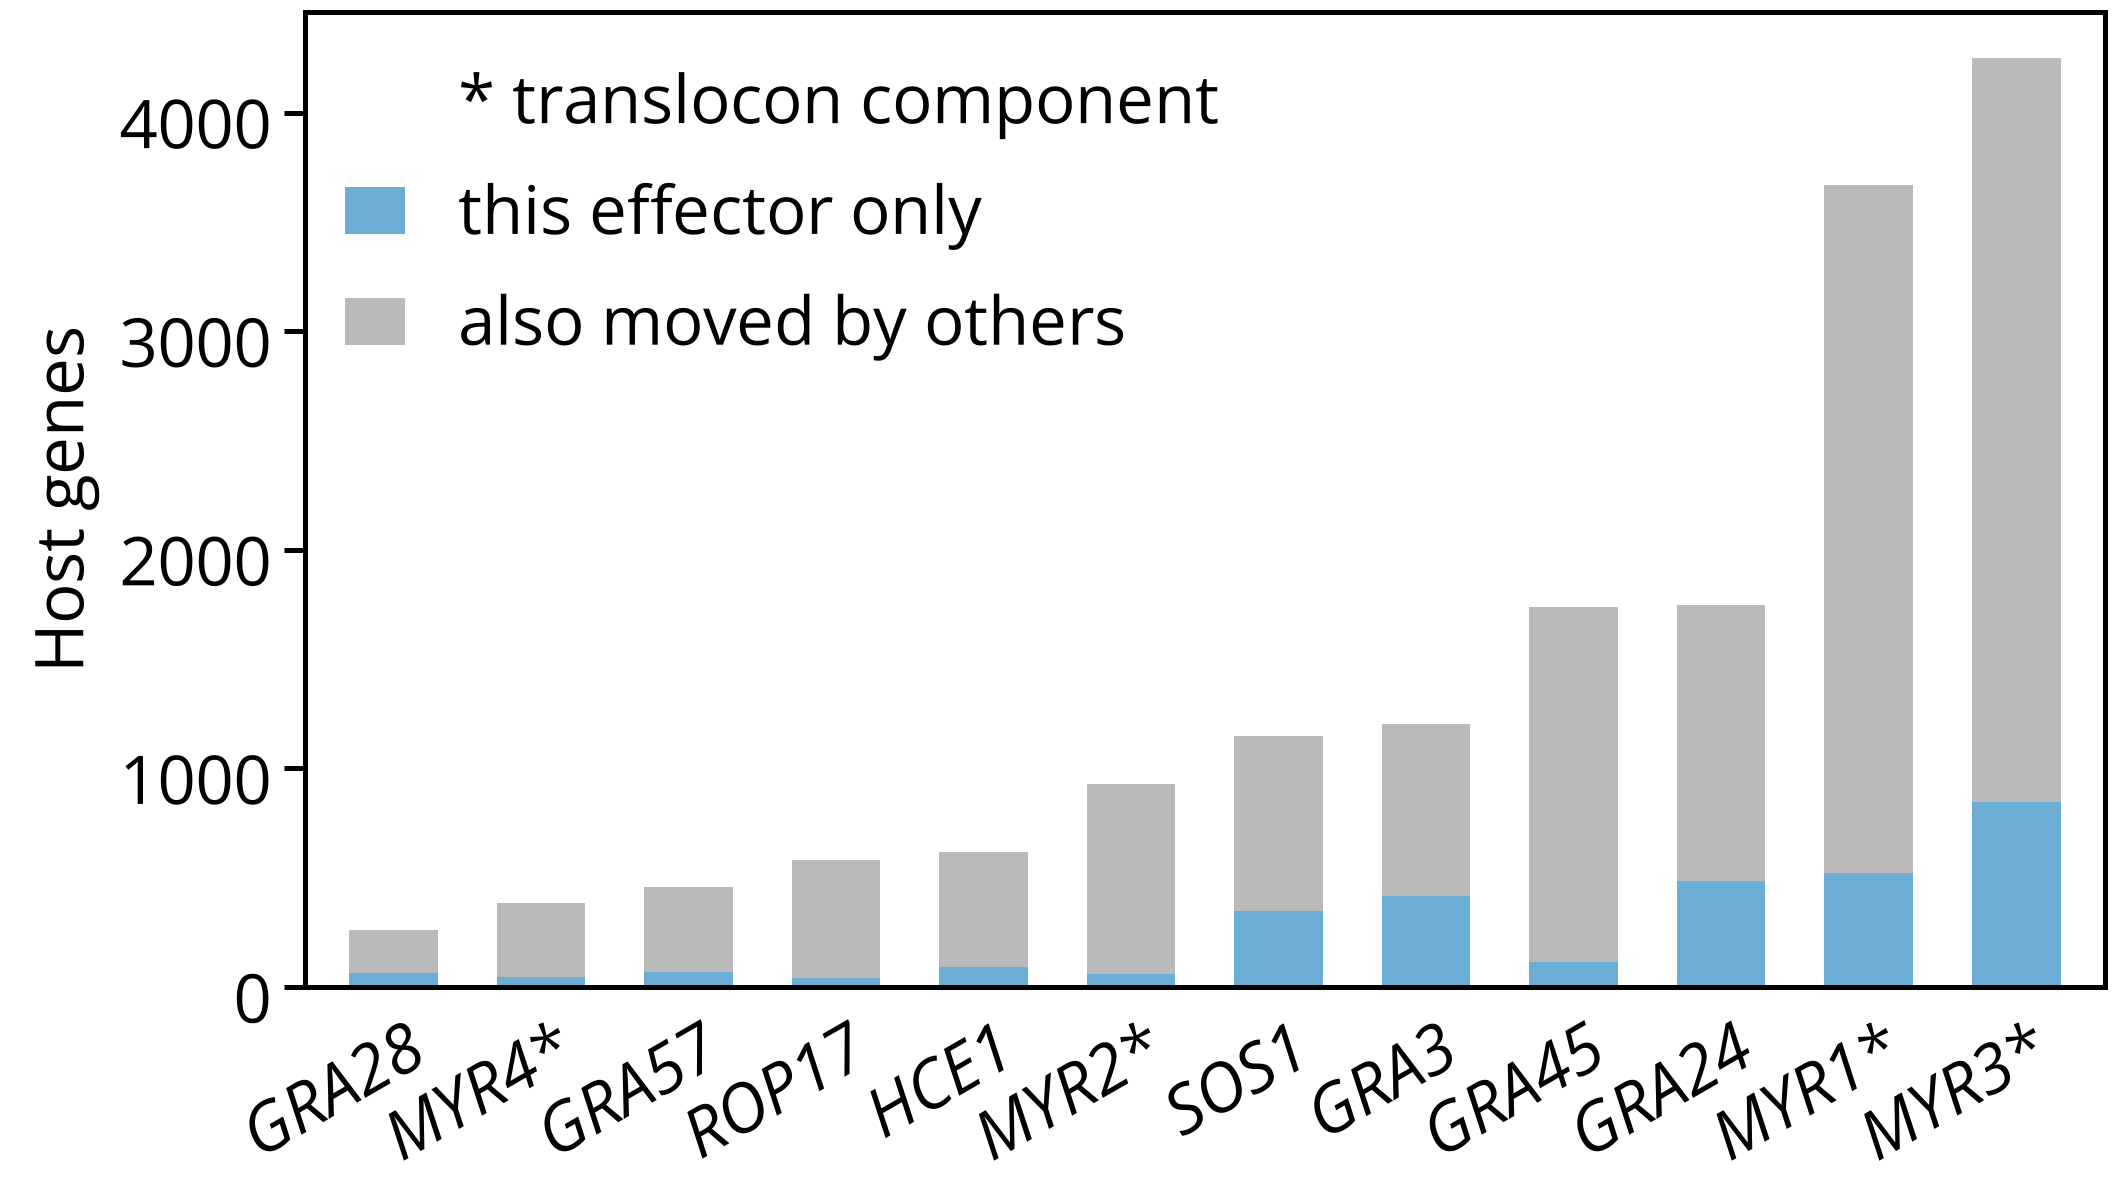 * translocon component
this effector only
also moved by others
Host genes
4000
3000
2000
1000
0
GRA28
MYR4*
GRA57
ROP17
HCE1
MYR2*
SOS1
GRA3
GRA45
GRA24
MYR1*
MYR3*